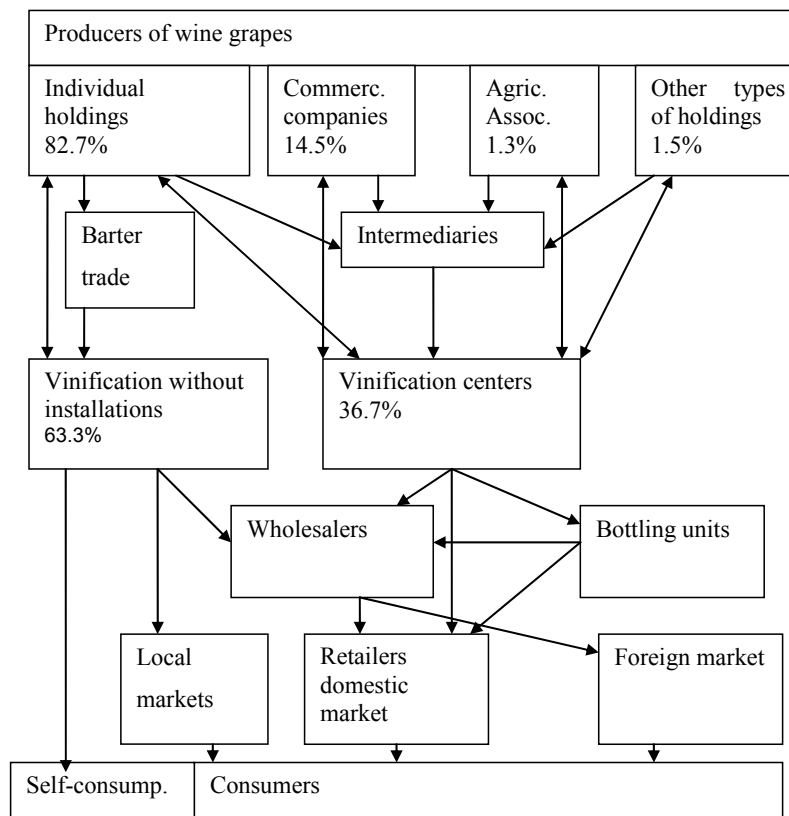 Producers of wine grapes
Individual
holdings
82.7%
Commerc.
companies
14.5%
Agric.
Assoc.
1.3%
Other types
of holdings
1.5%
Barter
trade
Intermediaries
Vinification without
installations
63.3%
Vinification centers
36.7%
Wholesalers
Bottling units
Local
markets
Retailers
domestic
market
Foreign market
Self-consump.
Consumers